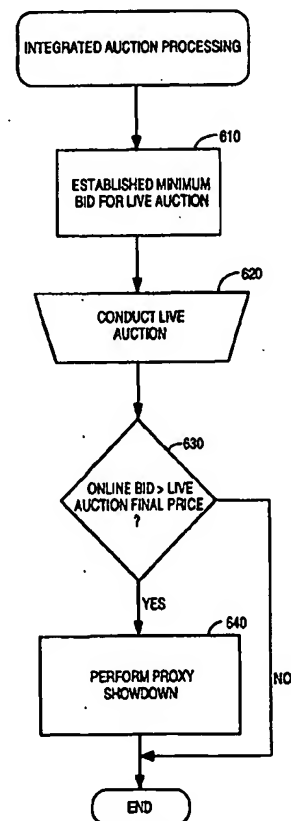 INTEGRATED AUCTION PROCESSING
610
ESTABLISHED MINIMUM
BID FOR LIVE AUCTION
620
CONDUCT LIVE
AUCTION
630
ONLINE BID > LIVE
AUCTION FINAL PRICE
?
YES
640
PERFORM PROXY
SHOWDOWN
NO
END